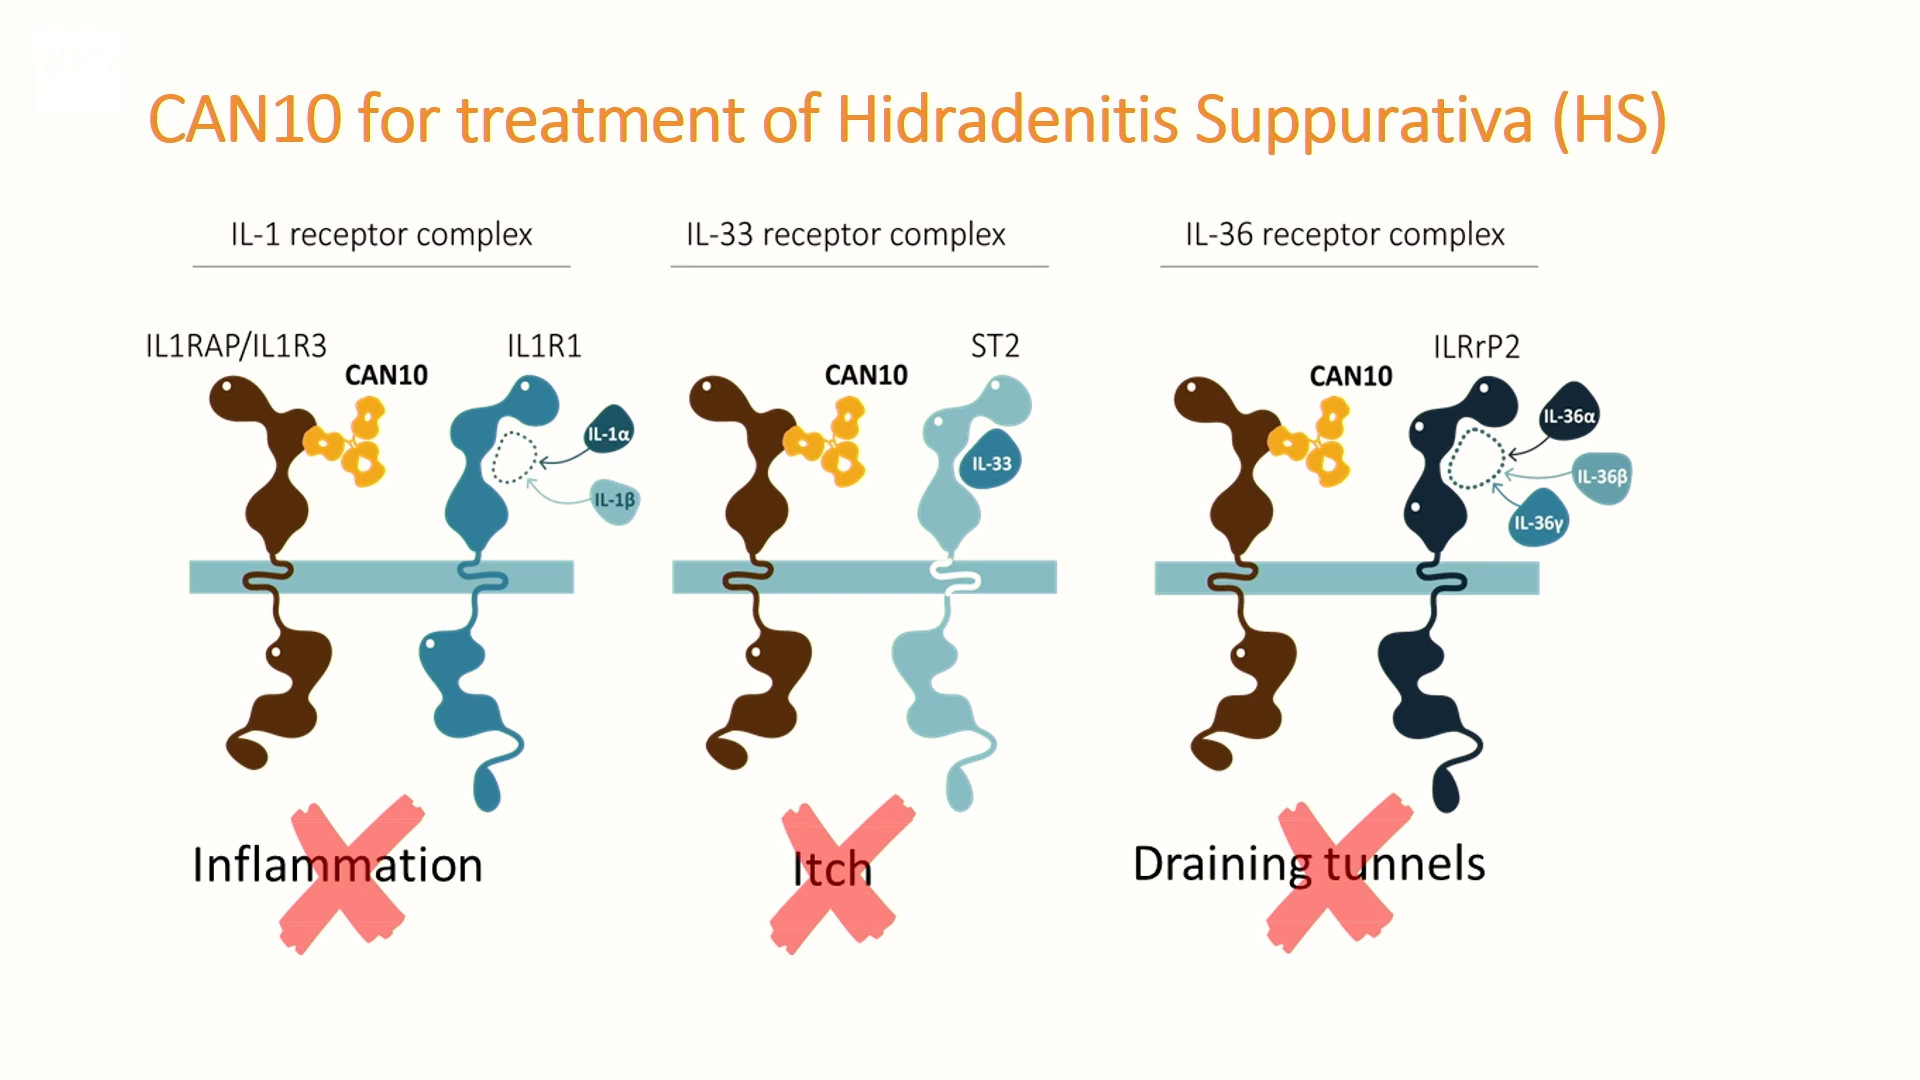 CAN10 for treatment of Hidradenitis Suppurativa (HS)
IL-1 receptor complex
IL1RAP/IL1R3
CAN10
IL1R1
IL-1α
IL-1β
Inflammation
IL-33 receptor complex
CAN10
ST2
IL-33
Itch
IL-36 receptor complex
CAN10
ILRrP2
IL-36α
IL-36β
IL-36γ
Draining tunnels